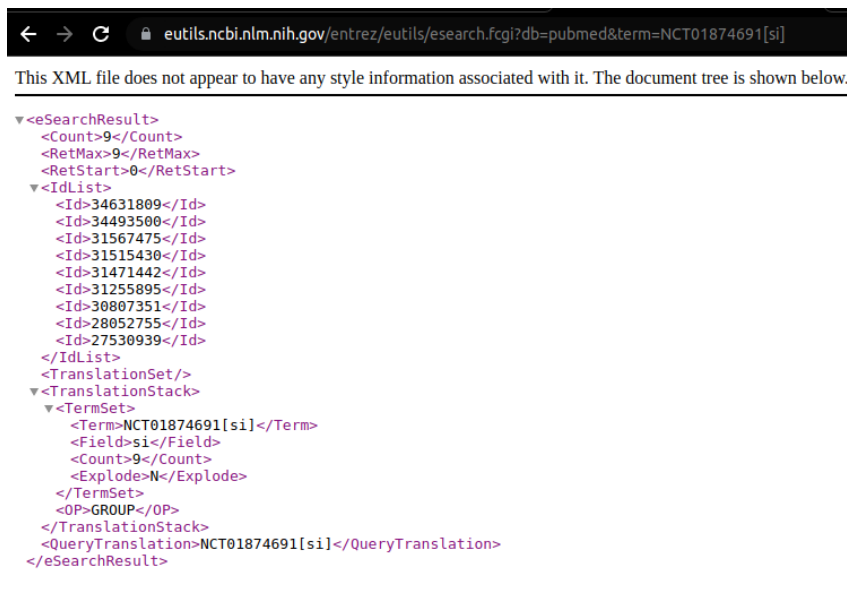 eutils.ncbi.nlm.nih.gov/entrez/eutils/esearch.fcgi?db=pubmed&term=NCT01874691[si]
This XML file does not appear to have any style information associated with it. The document tree is shown below.
▼<eSearchResult>
<Count>9</Count>
<RetMax>9</RetMax>
<RetStart>0</RetStart>
▼<IdList>
<Id>34631809</Id>
<Id>34493500</Id>
<Id>31567475</Id>
<Id>31515430</Id>
<Id>31471442</Id>
<Id>31255895</Id>
<Id>30807351</Id>
<Id>28052755</Id>
<Id>27530939</Id>
</IdList>
<TranslationSet/>
▼<TranslationStack>
▼<TermSet>
<Term>NCT01874691[si]</Term>
<Field>si</Field>
<Count>9</Count>
<Explode>N</Explode>
</TermSet>
<OP>GROUP</OP>
</TranslationStack>
<QueryTranslation>NCT01874691[si]</QueryTranslation>
</eSearchResult>